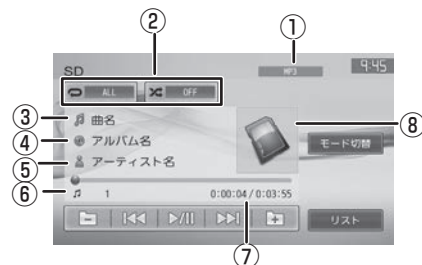 ② ①
SD MP3 9:45
ALL OFF
③ 曲名
④ アルバム名 ⑧ モード切替
⑤ アーティスト名
⑥ 1 0:00:04/0:03:55
リスト
⑦